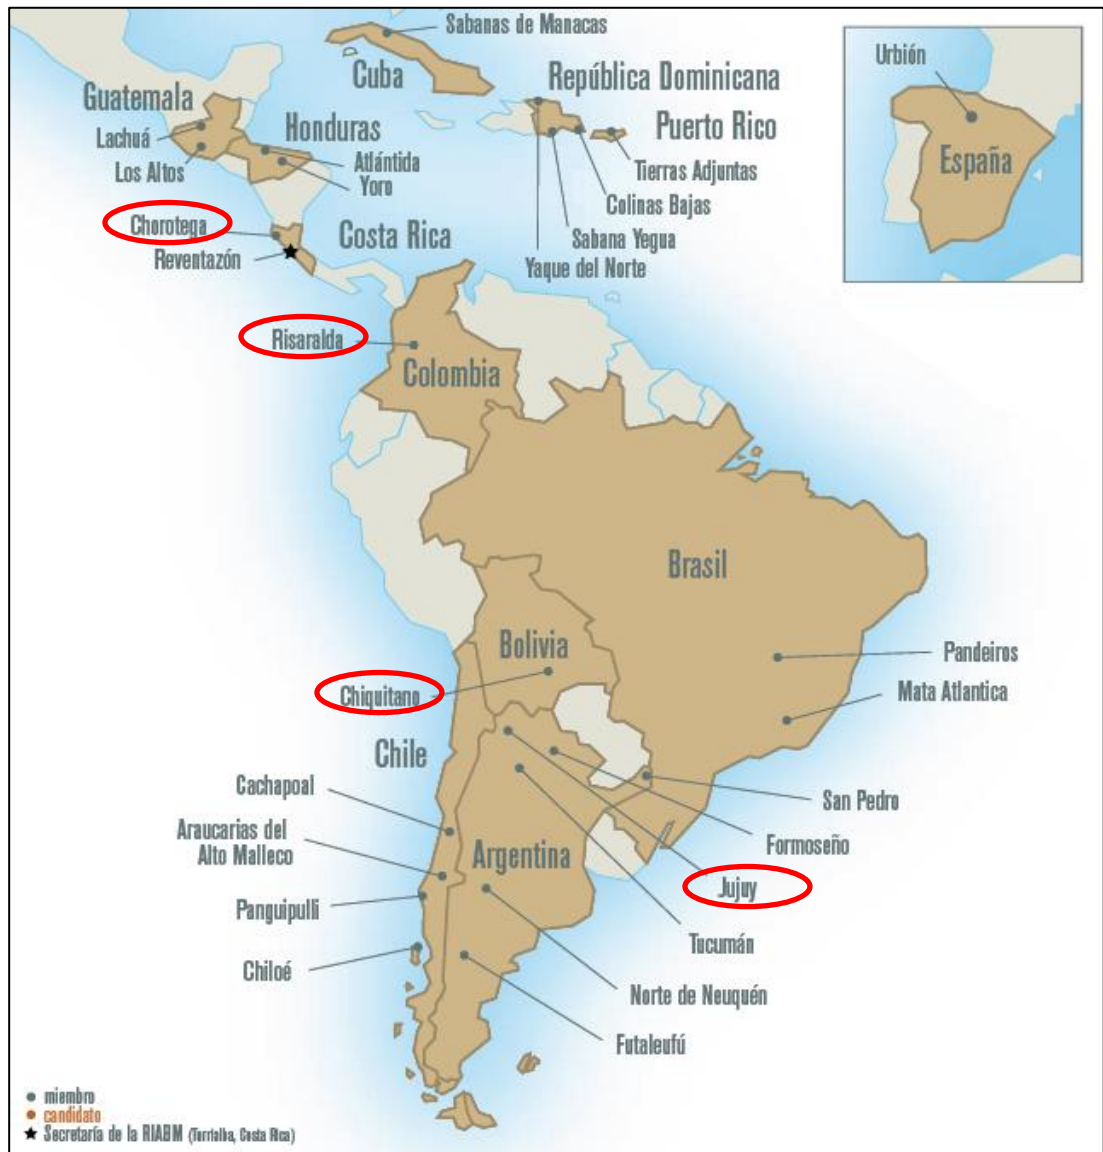 Sabanas de Manacas
Cuba
República Dominicana
Puerto Rico
Tierras Adjuntas
Colinas Bajas
Sabana Yegua
Yaque del Norte
Urbión
España
Guatemala
Lachuá
Los Altos
Honduras
Atlántida
Yoro
Chorotega
Reventazón
Costa Rica
Risaralda
Colombia
Brasil
Bolivia
Chiquitano
Pandeiros
Mata Atlantica
Chile
Cachapoal
Araucarias del
Alto Malleco
Panguipulli
Chiloé
Argentina
San Pedro
Formoseño
Jujuy
Tucumán
Norte de Neuquén
Futaleufú
miembro
candidato
Secretaría de la RIABM (Turrialba, Costa Rica)